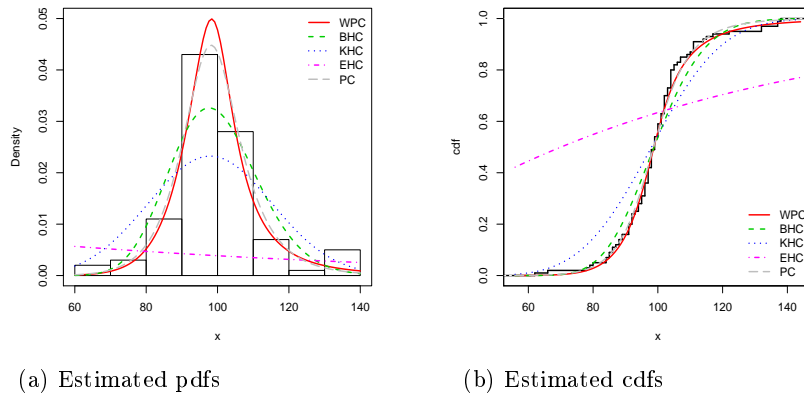 0.05
0.04
0.03
0.02
0.01
0.00
Density
60
80
100
120
140
x
WPC
BHC
KHC
EHC
PC
1.0
0.8
0.6
0.4
0.2
0.0
cdf
60
80
100
120
140
x
WPC
BHC
KHC
EHC
PC
(a) Estimated pdfs
(b) Estimated cdfs